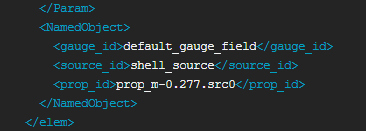 </Param>
<NamedObject>
<gauge_id>default_gauge_field</gauge_id>
<source_id>shell_source</source_id>
<prop_id>prop_m-0.277.src0</prop_id>
</NamedObject>
</elem>